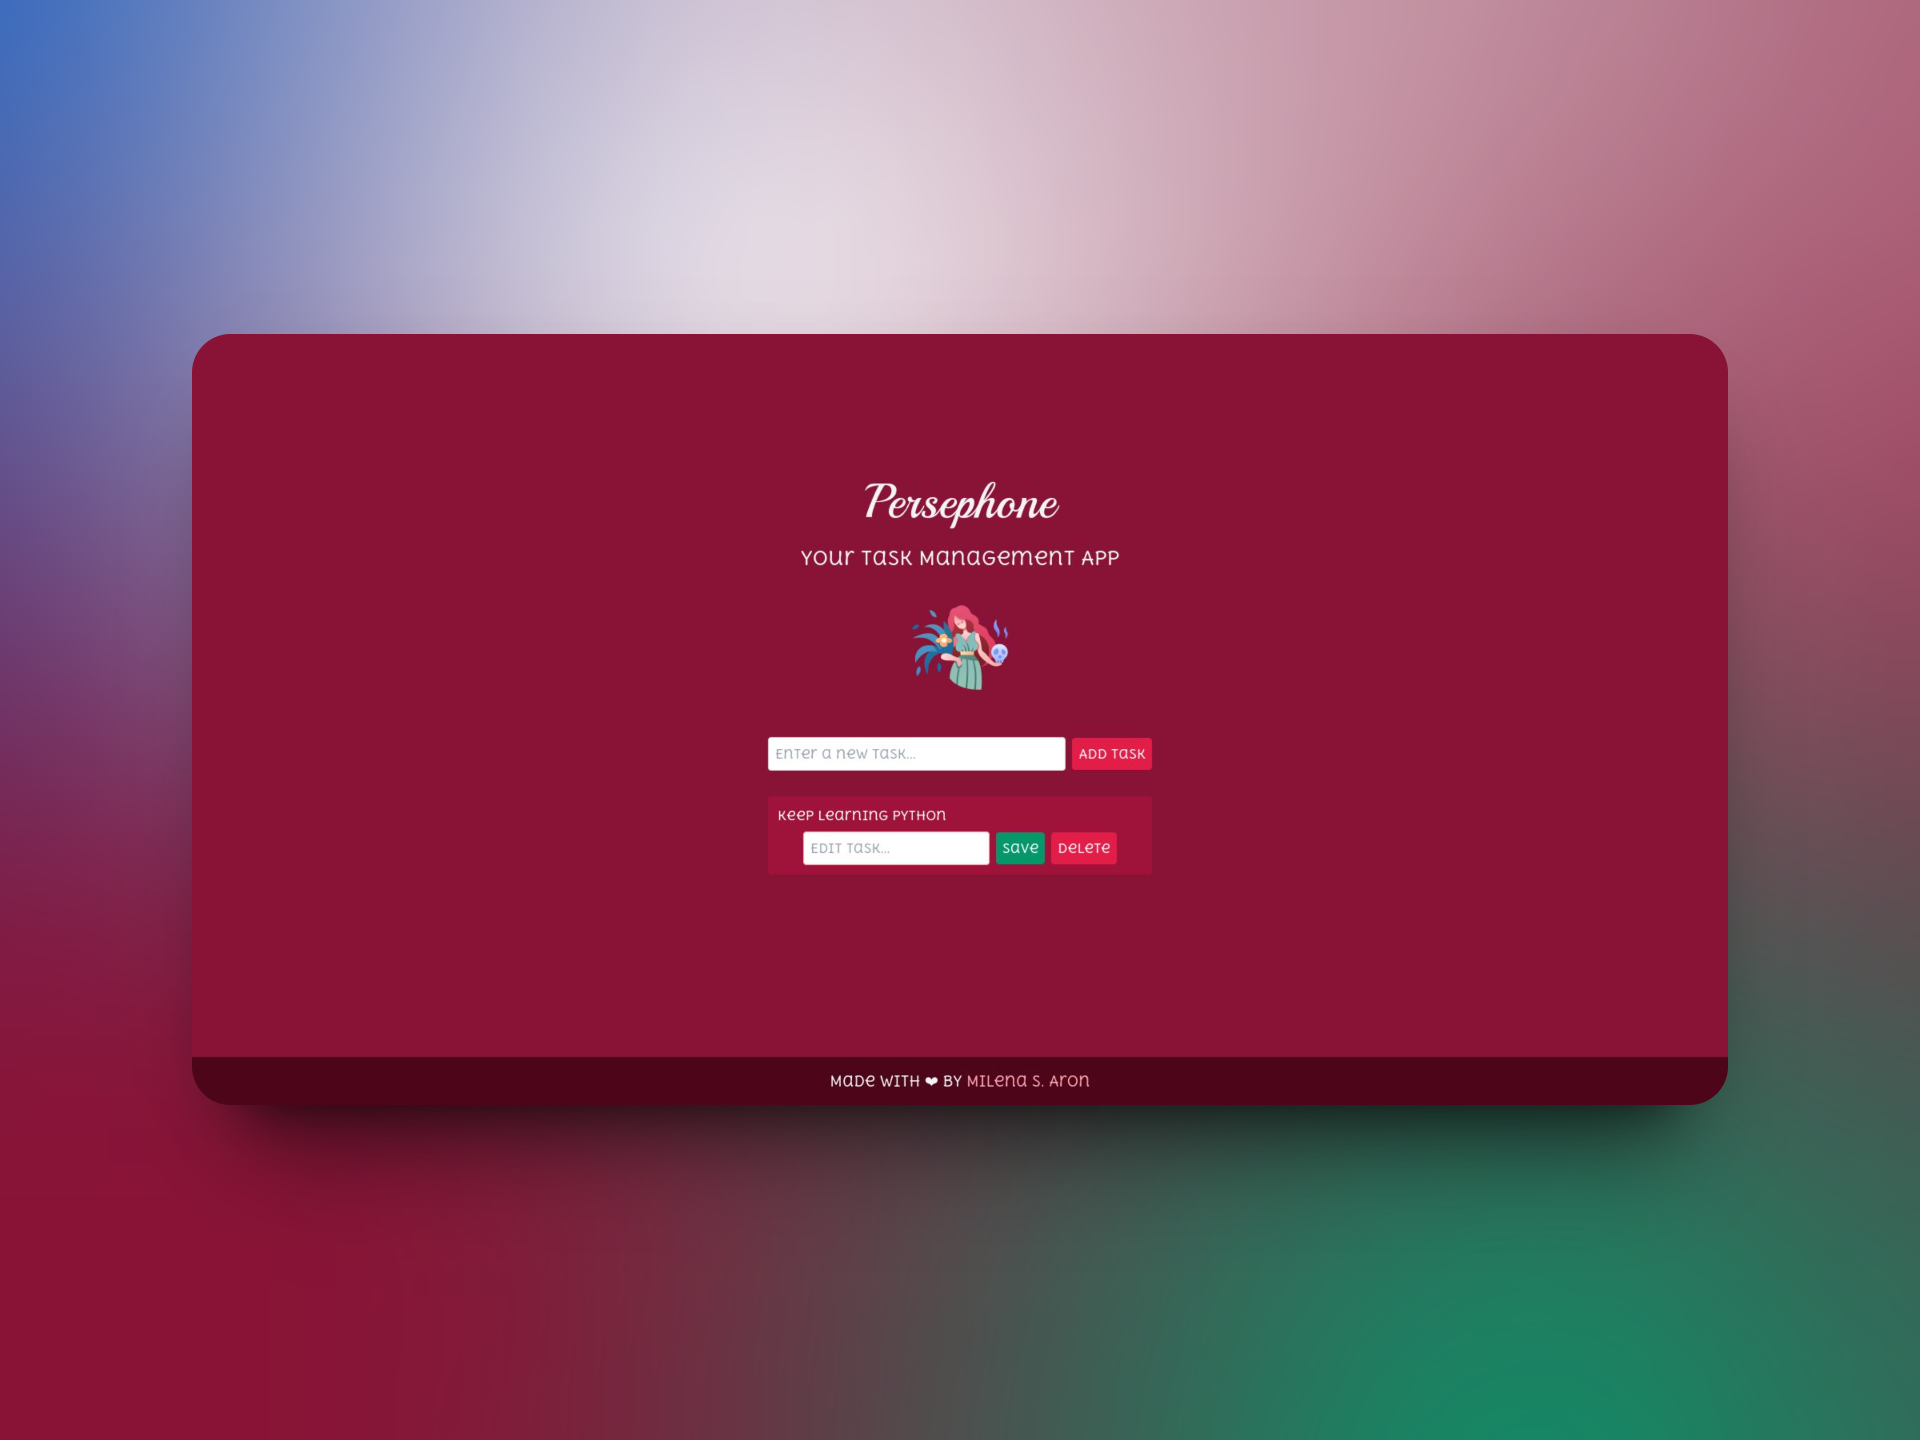 Persephone
Your Task Management App
Enter a new task...
Add Task
Keep learning Python
Edit task...
Save
Delete
Made with ❤ by Milena S. Aron